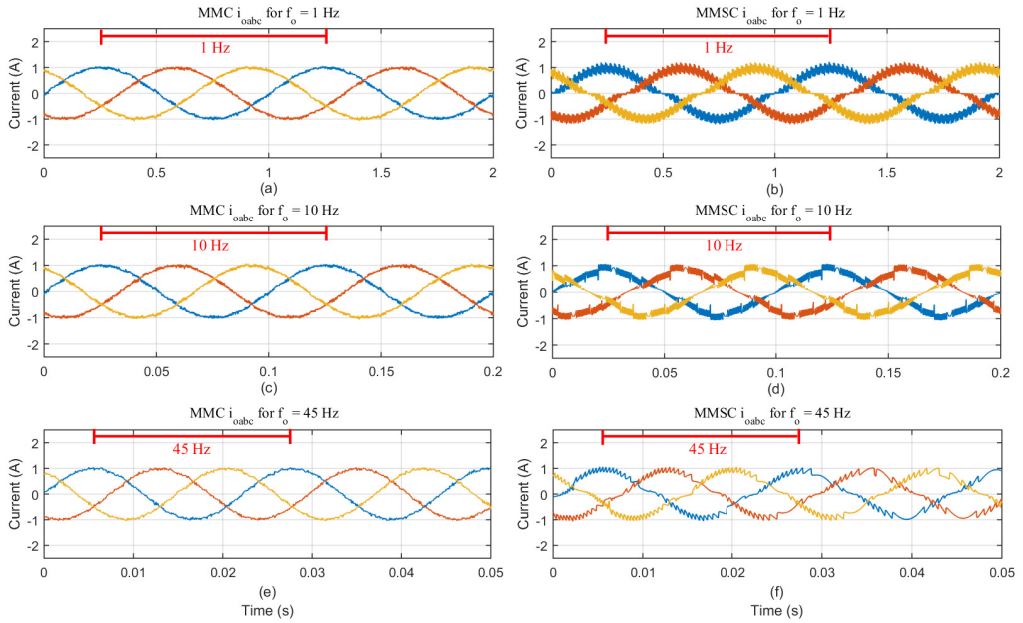 MMC i_oabc for f_o = 1 Hz
2
1
0
-1
-2
Current (A)
1 Hz
0
0.5
1
1.5
2
(a)
MMSC i_oabc for f_o = 1 Hz
2
1
0
-1
-2
Current (A)
1 Hz
0
0.5
1
1.5
2
(b)
MMC i_oabc for f_o = 10 Hz
2
1
0
-1
-2
Current (A)
10 Hz
0
0.05
0.1
0.15
0.2
(c)
MMSC i_oabc for f_o = 10 Hz
2
1
0
-1
-2
Current (A)
10 Hz
0
0.05
0.1
0.15
0.2
(d)
MMC i_oabc for f_o = 45 Hz
2
1
0
-1
-2
Current (A)
45 Hz
0
0.01
0.02
0.03
0.04
0.05
(e)
Time (s)
MMSC i_oabc for f_o = 45 Hz
2
1
0
-1
-2
Current (A)
45 Hz
0
0.01
0.02
0.03
0.04
0.05
(f)
Time (s)